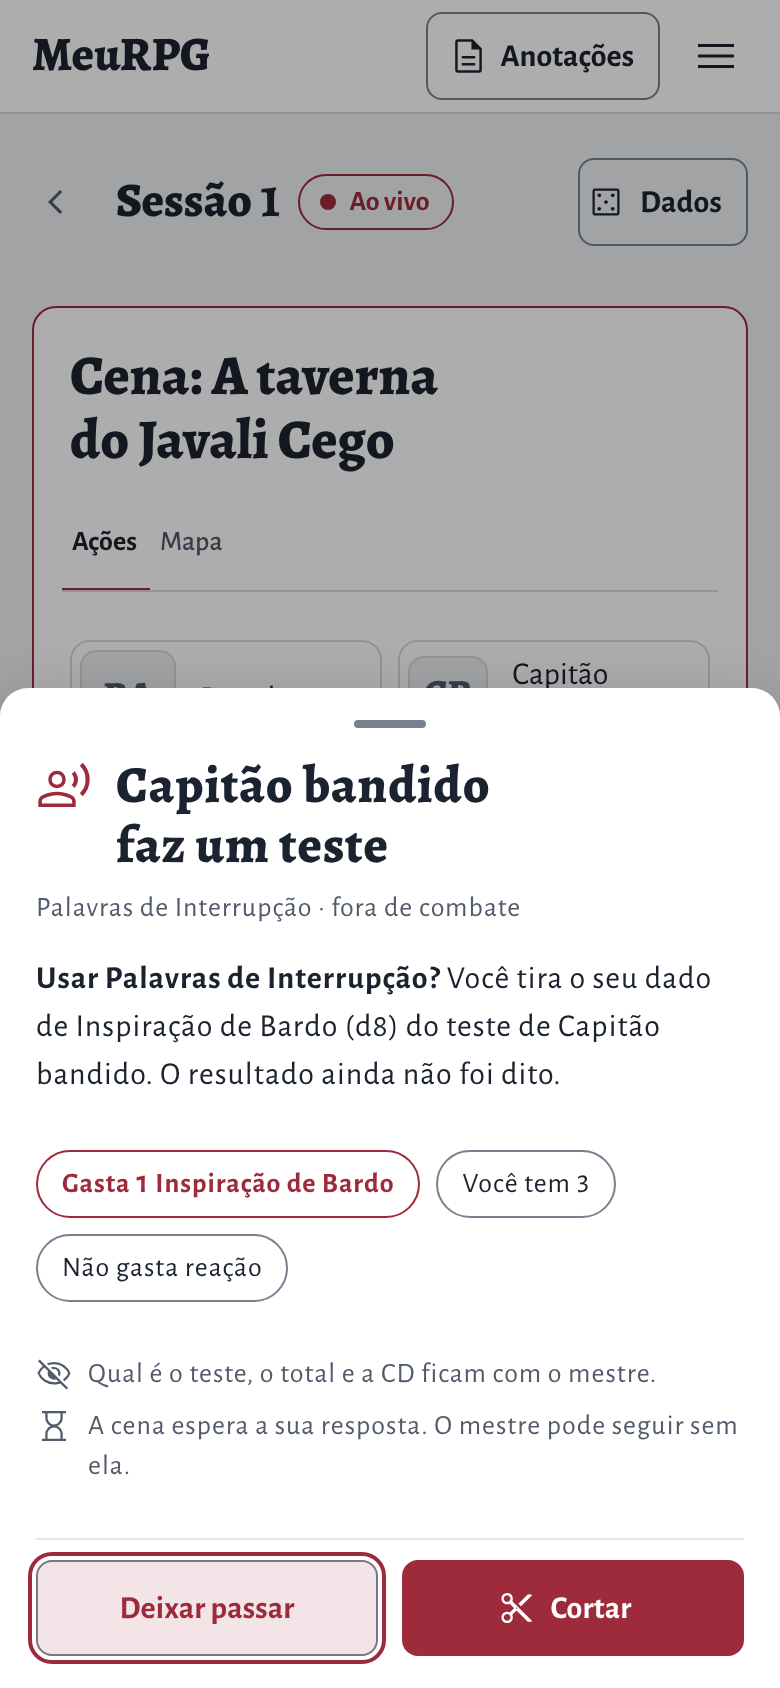 MeuRPG
Anotações
Sessão 1
Ao vivo
Dados
Cena: A taverna
do Javali Cego
Ações
Mapa
Capitão
Capitão bandido
faz um teste
Palavras de Interrupção · fora de combate
Usar Palavras de Interrupção? Você tira o seu dado
de Inspiração de Bardo (d8) do teste de Capitão
bandido. O resultado ainda não foi dito.
Gasta 1 Inspiração de Bardo
Você tem 3
Não gasta reação
Qual é o teste, o total e a CD ficam com o mestre.
A cena espera a sua resposta. O mestre pode seguir sem
ela.
Deixar passar
Cortar